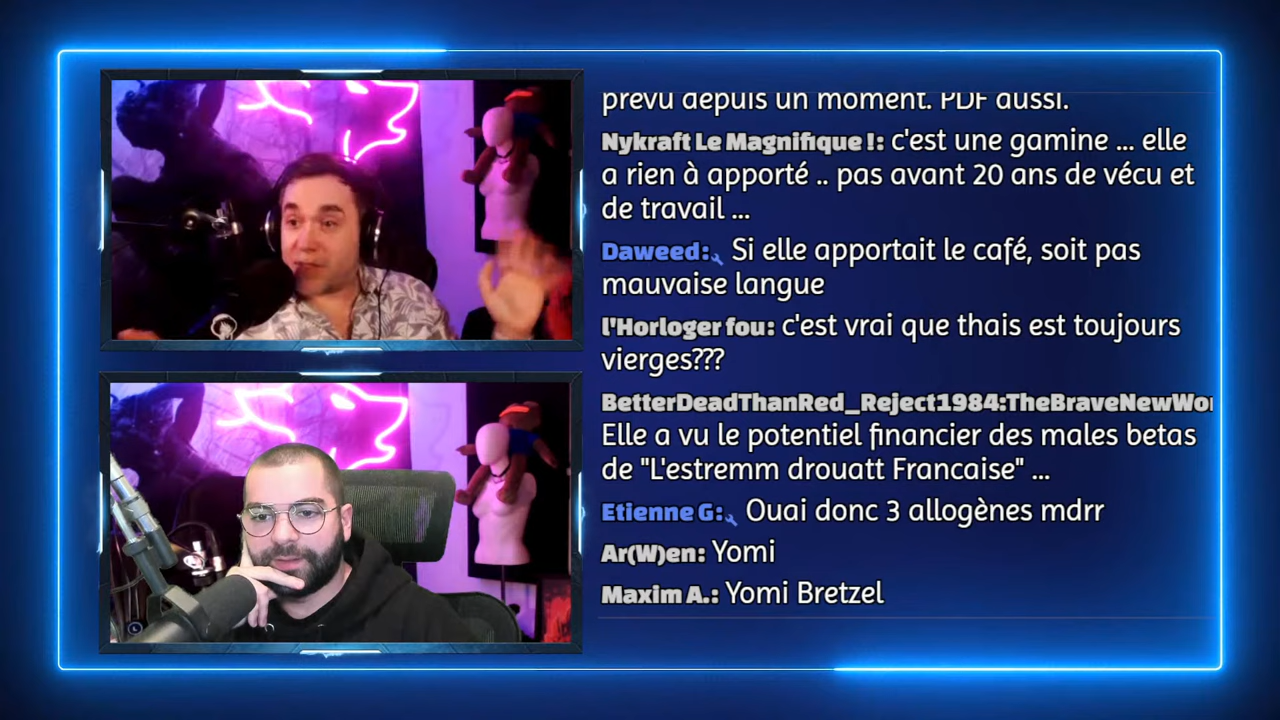 prévu depuis un moment. PDF aussi.
Nykraft Le Magnifique !: c'est une gamine ... elle
a rien à apporté .. pas avant 20 ans de vécu et
de travail ...
Daweed: Si elle apportait le café, soit pas
mauvaise langue
l'Horloger fou: c'est vrai que thais est toujours
vierges???
BetterDeadThanRed_Reject1984:TheBraveNewWor
Elle a vu le potentiel financier des males betas
de "L'estremm drouatt Francaise" ...
Etienne G: Ouai donc 3 allogènes mdrr
Ar(W)en: Yomi
Maxim A.: Yomi Bretzel